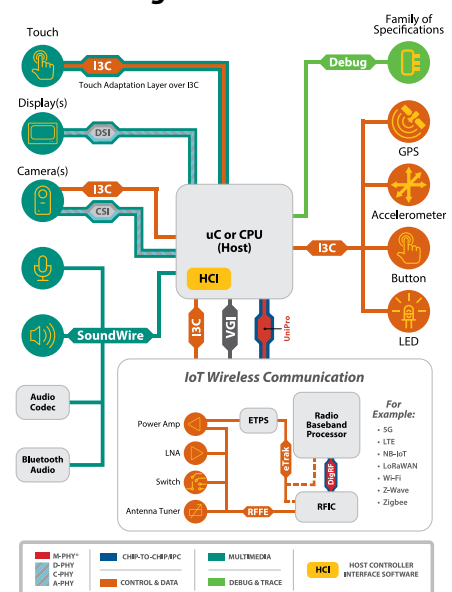 Touch
I3C
Touch Adaptation Layer over I3C
Family of
Specifications
Debug
Display(s)
DSI
GPS
Camera(s)
I3C
CSI
Accelerometer
uC or CPU
(Host)
HCI
I3C
Button
LED
SoundWire
I3C
VGI
UniPro
Audio
Codec
Bluetooth
Audio
IoT Wireless Communication
Power Amp
ETPS
Radio
Baseband
Processor
For
Example:
• 5G
• LTE
• NB-IoT
• LoRaWAN
• Wi-Fi
• Z-Wave
• Zigbee
LNA
eTrak
DigRF
Switch
Antenna Tuner
RFFE
RFIC
M-PHY®
D-PHY
C-PHY
A-PHY
CHIP-TO-CHIP/IPC
CONTROL & DATA
MULTIMEDIA
DEBUG & TRACE
HCI
HOST CONTROLLER
INTERFACE SOFTWARE